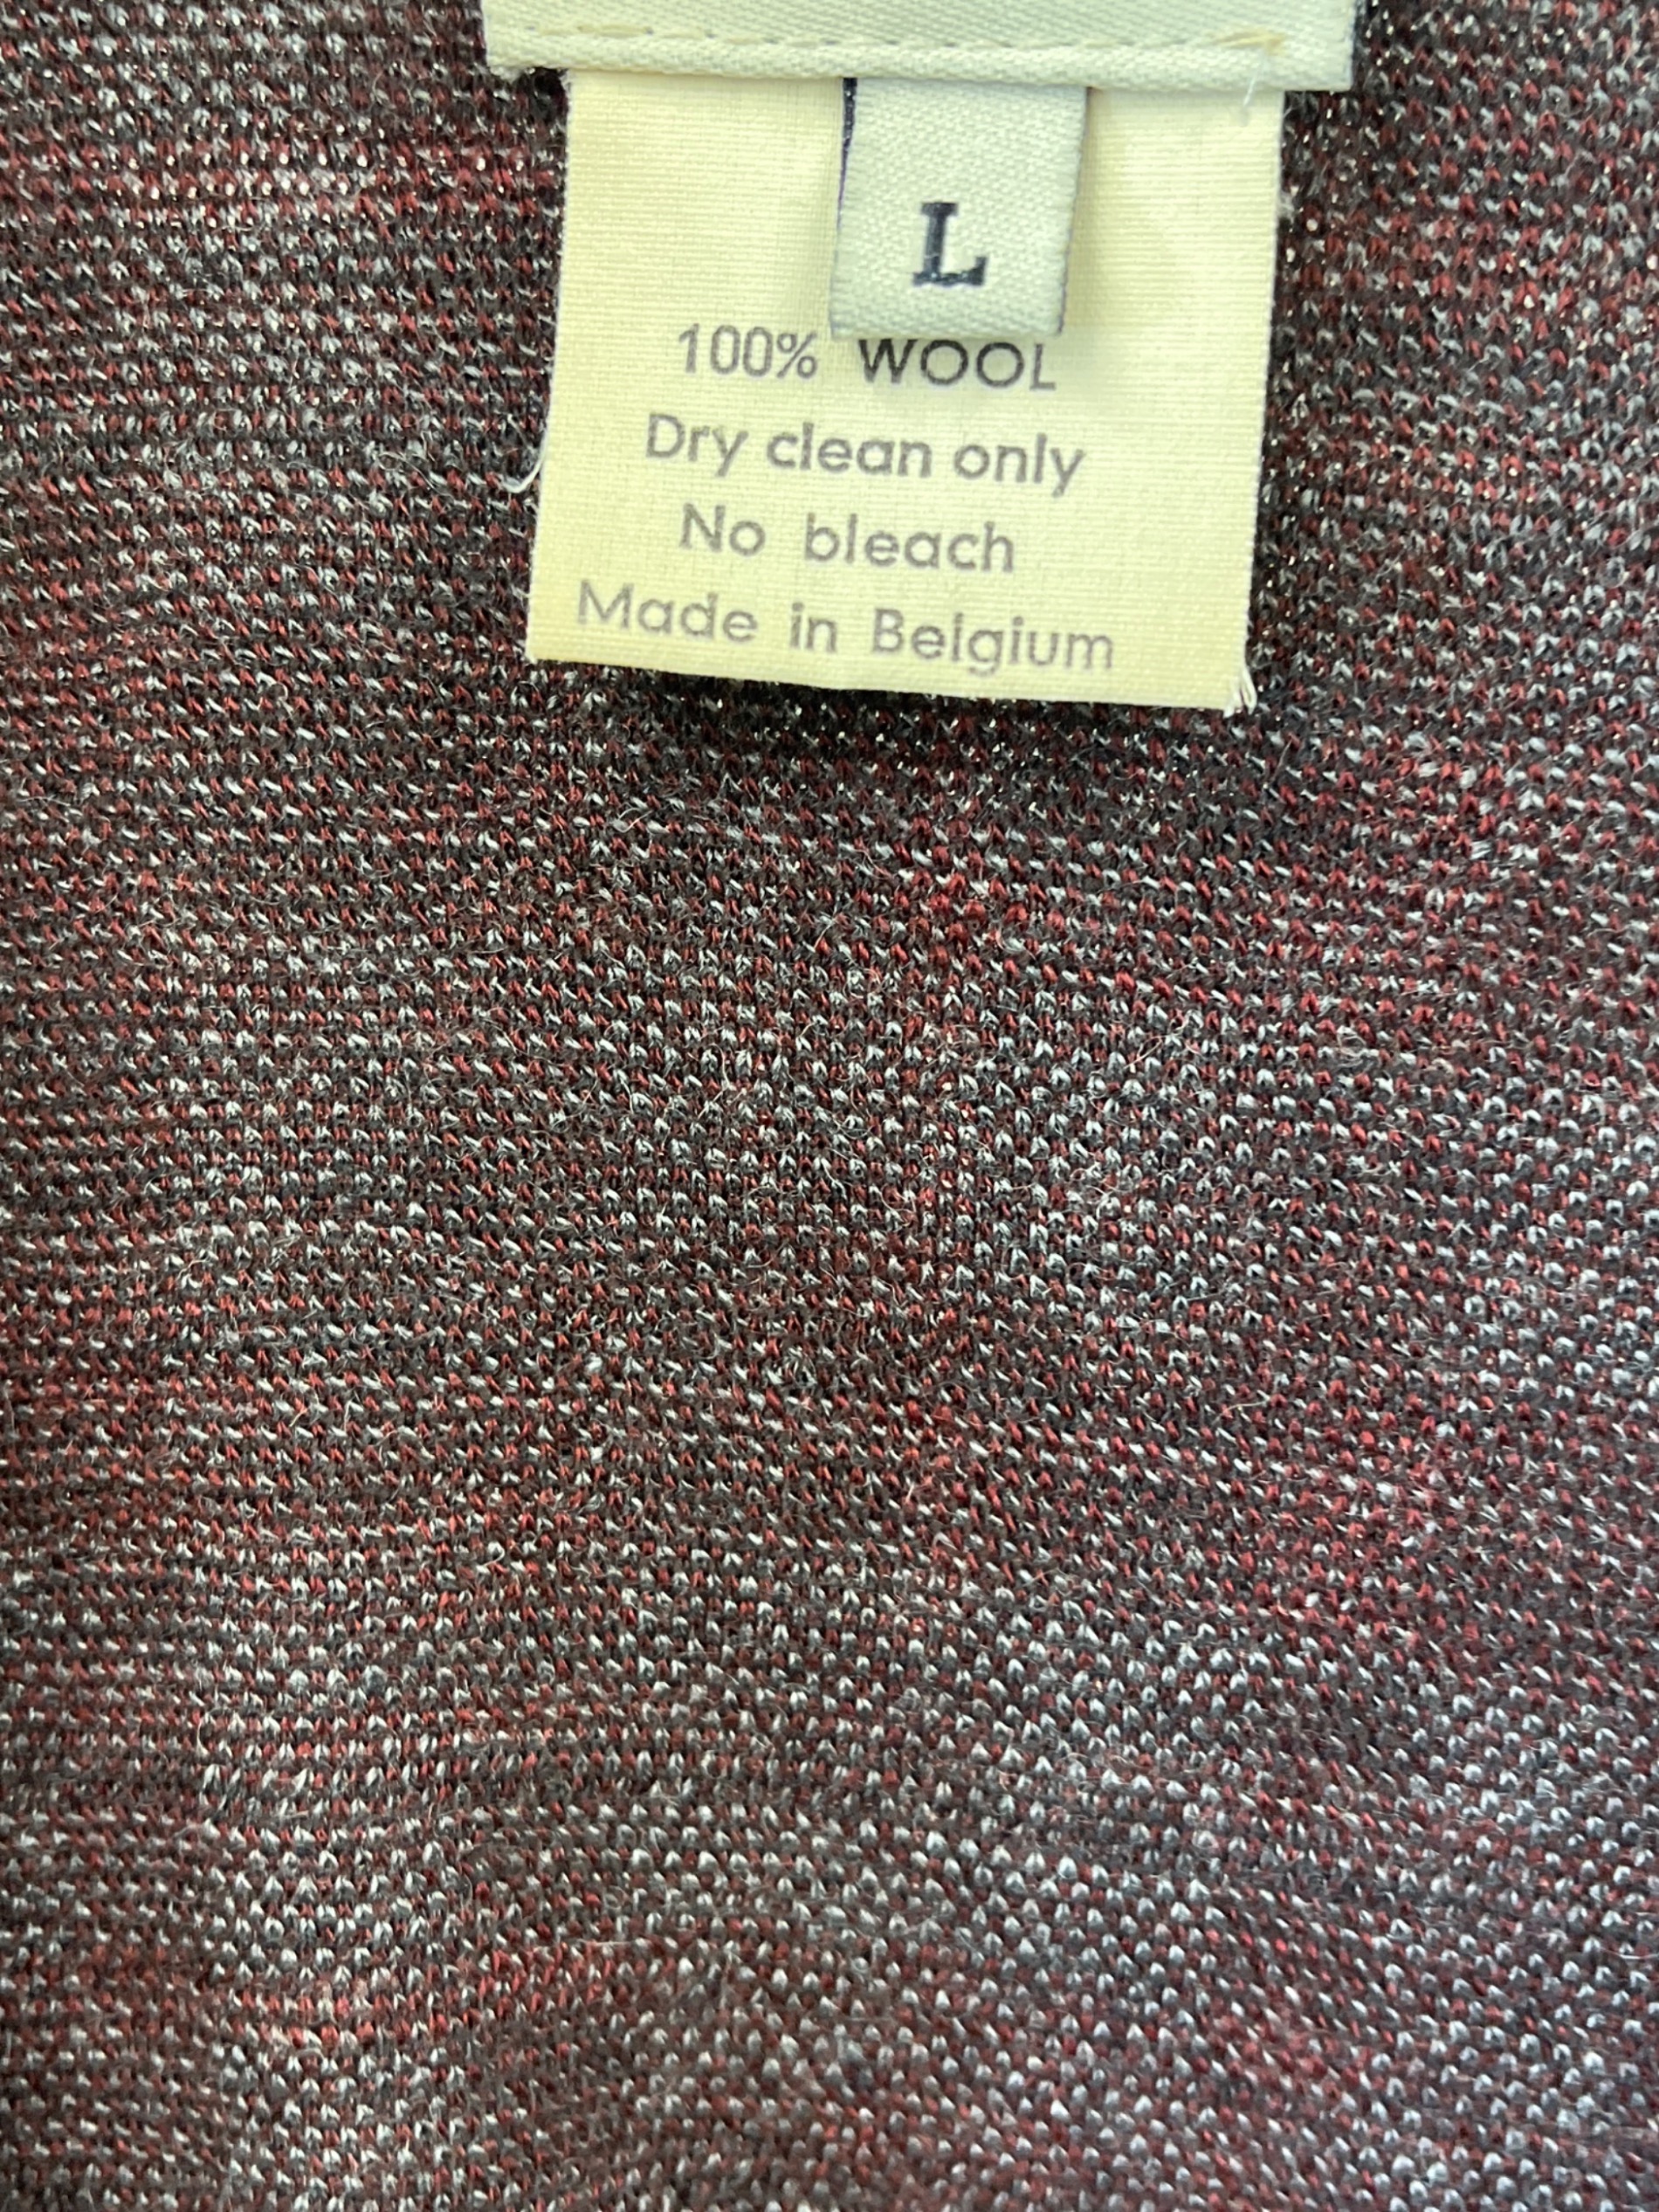 L
100% WOOL
Dry clean only
No bleach
Made in Belgium